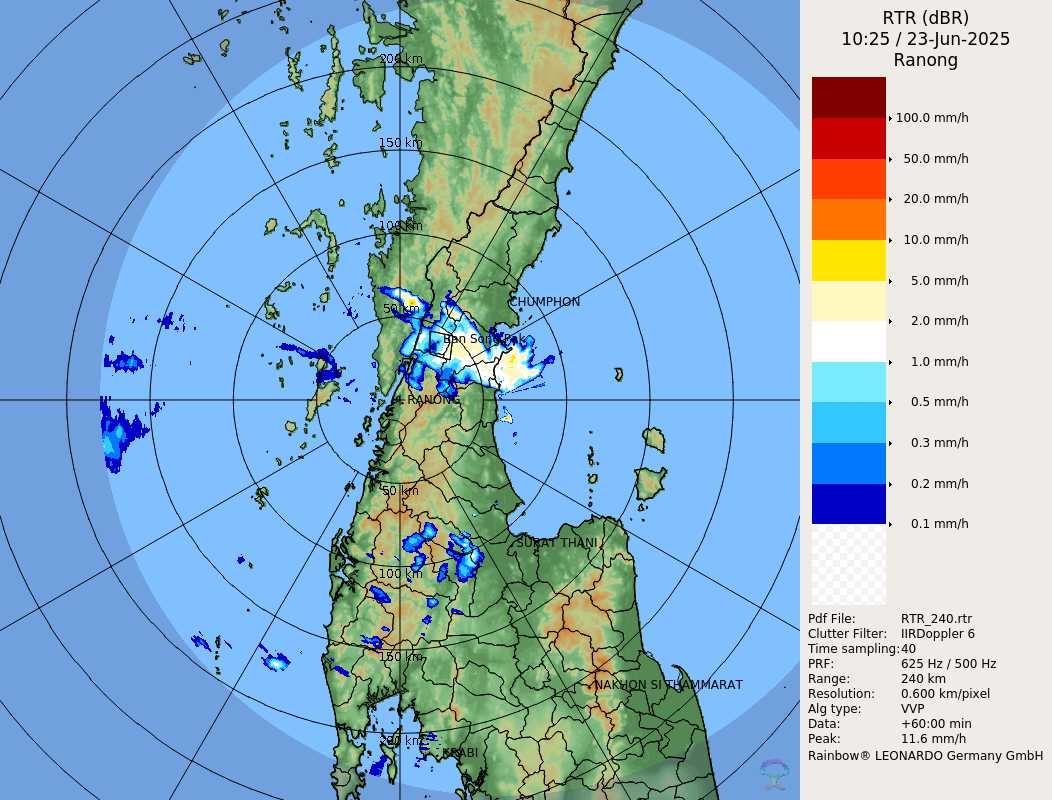 RTR (dBR)
10:25 / 23-Jun-2025
Ranong
100.0 mm/h
50.0 mm/h
20.0 mm/h
10.0 mm/h
5.0 mm/h
2.0 mm/h
1.0 mm/h
0.5 mm/h
0.3 mm/h
0.2 mm/h
0.1 mm/h
Pdf File: RTR_240.rtr
Clutter Filter: IIRDoppler 6
Time sampling:40
PRF: 625 Hz / 500 Hz
Range: 240 km
Resolution: 0.600 km/pixel
Alg type: VVP
Data: +60:00 min
Peak: 11.6 mm/h
Rainbow® LEONARDO Germany GmbH
200 km
150 km
100 km
50 km
CHUMPHON
RANONG
50 km
SURAT THANI
100 km
150 km
NAKHON SI THAMMARAT
200 km
KRABI